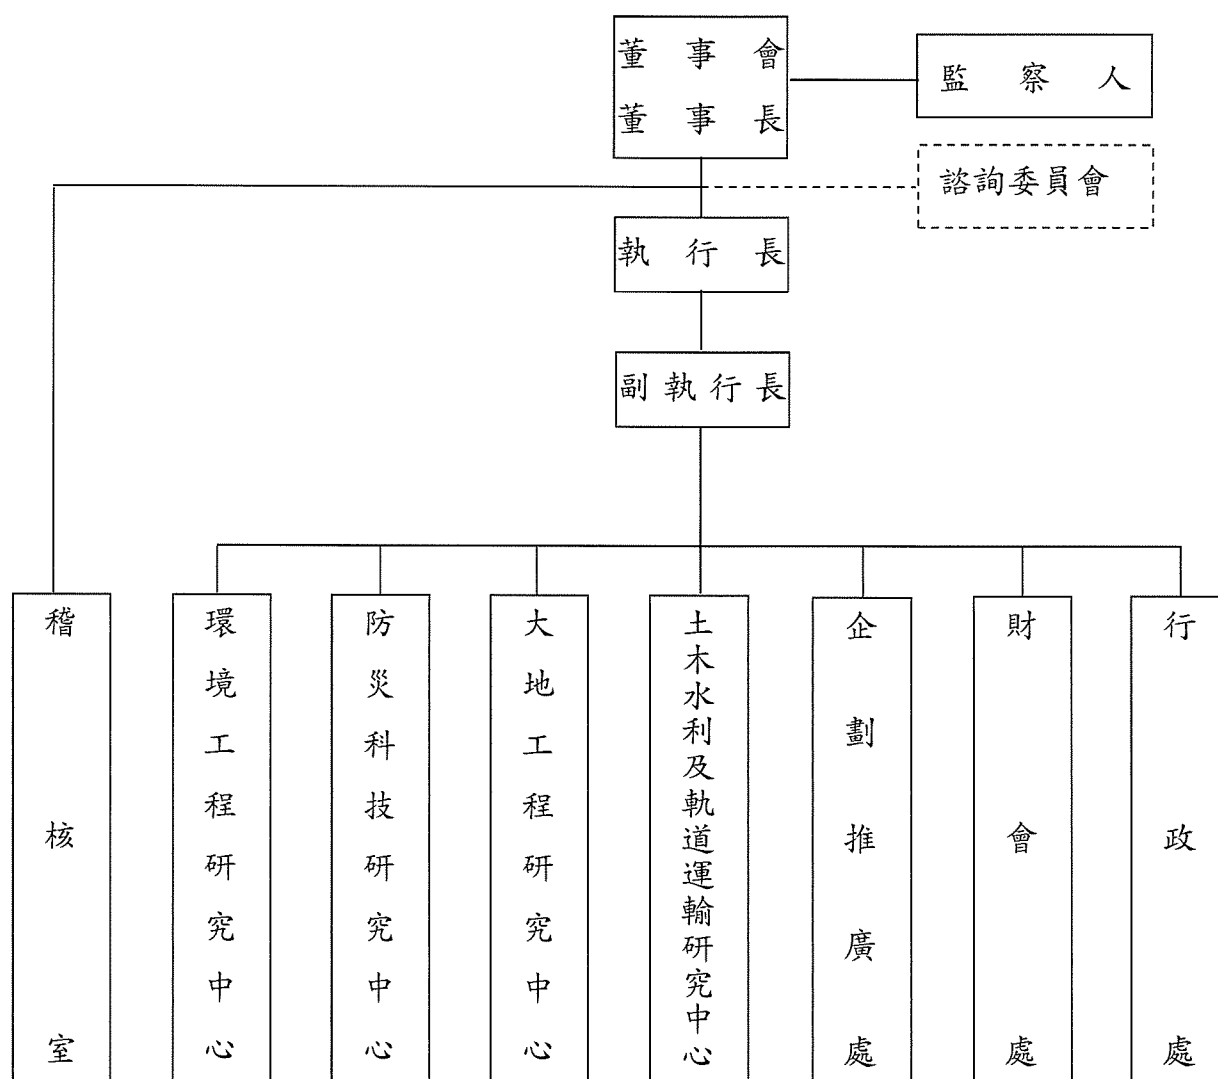 董事會
董事長
監察人
諮詢委員會
執行長
副執行長
稽核室
環境工程研究中心
防災科技研究中心
大地工程研究中心
土木水利及軌道運輸研究中心
企劃推廣處
財會處
行政處